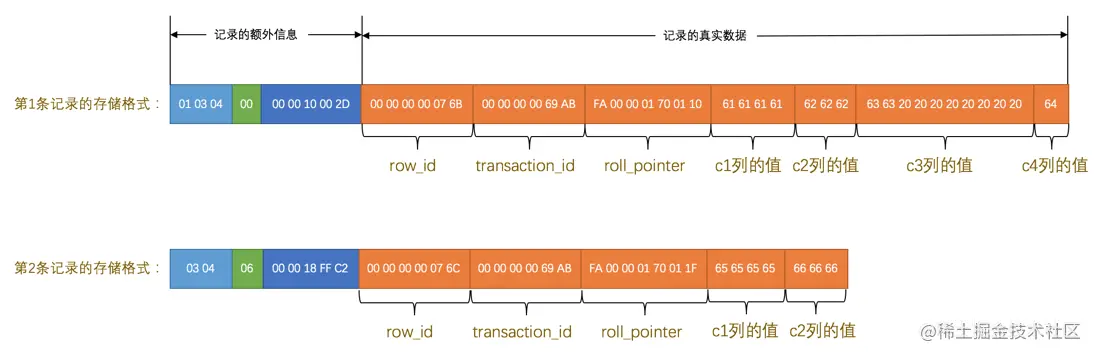 记录的额外信息 记录的真实数据
第1条记录的存储格式： 01 03 04 00 00 00 10 00 2D 00 00 00 00 07 6B 00 00 00 00 69 AB FA 00 00 01 70 01 10 61 61 61 61 62 62 62 63 63 20 20 20 20 20 20 20 20 64
row_id transaction_id roll_pointer c1列的值 c2列的值 c3列的值 c4列的值
第2条记录的存储格式： 03 04 06 00 00 18 FF C2 00 00 00 00 07 6C 00 00 00 00 69 AB FA 00 00 01 70 01 1F 65 65 65 65 66 66 66
row_id transaction_id roll_pointer c1列的值 c2列的值
@稀土掘金技术社区